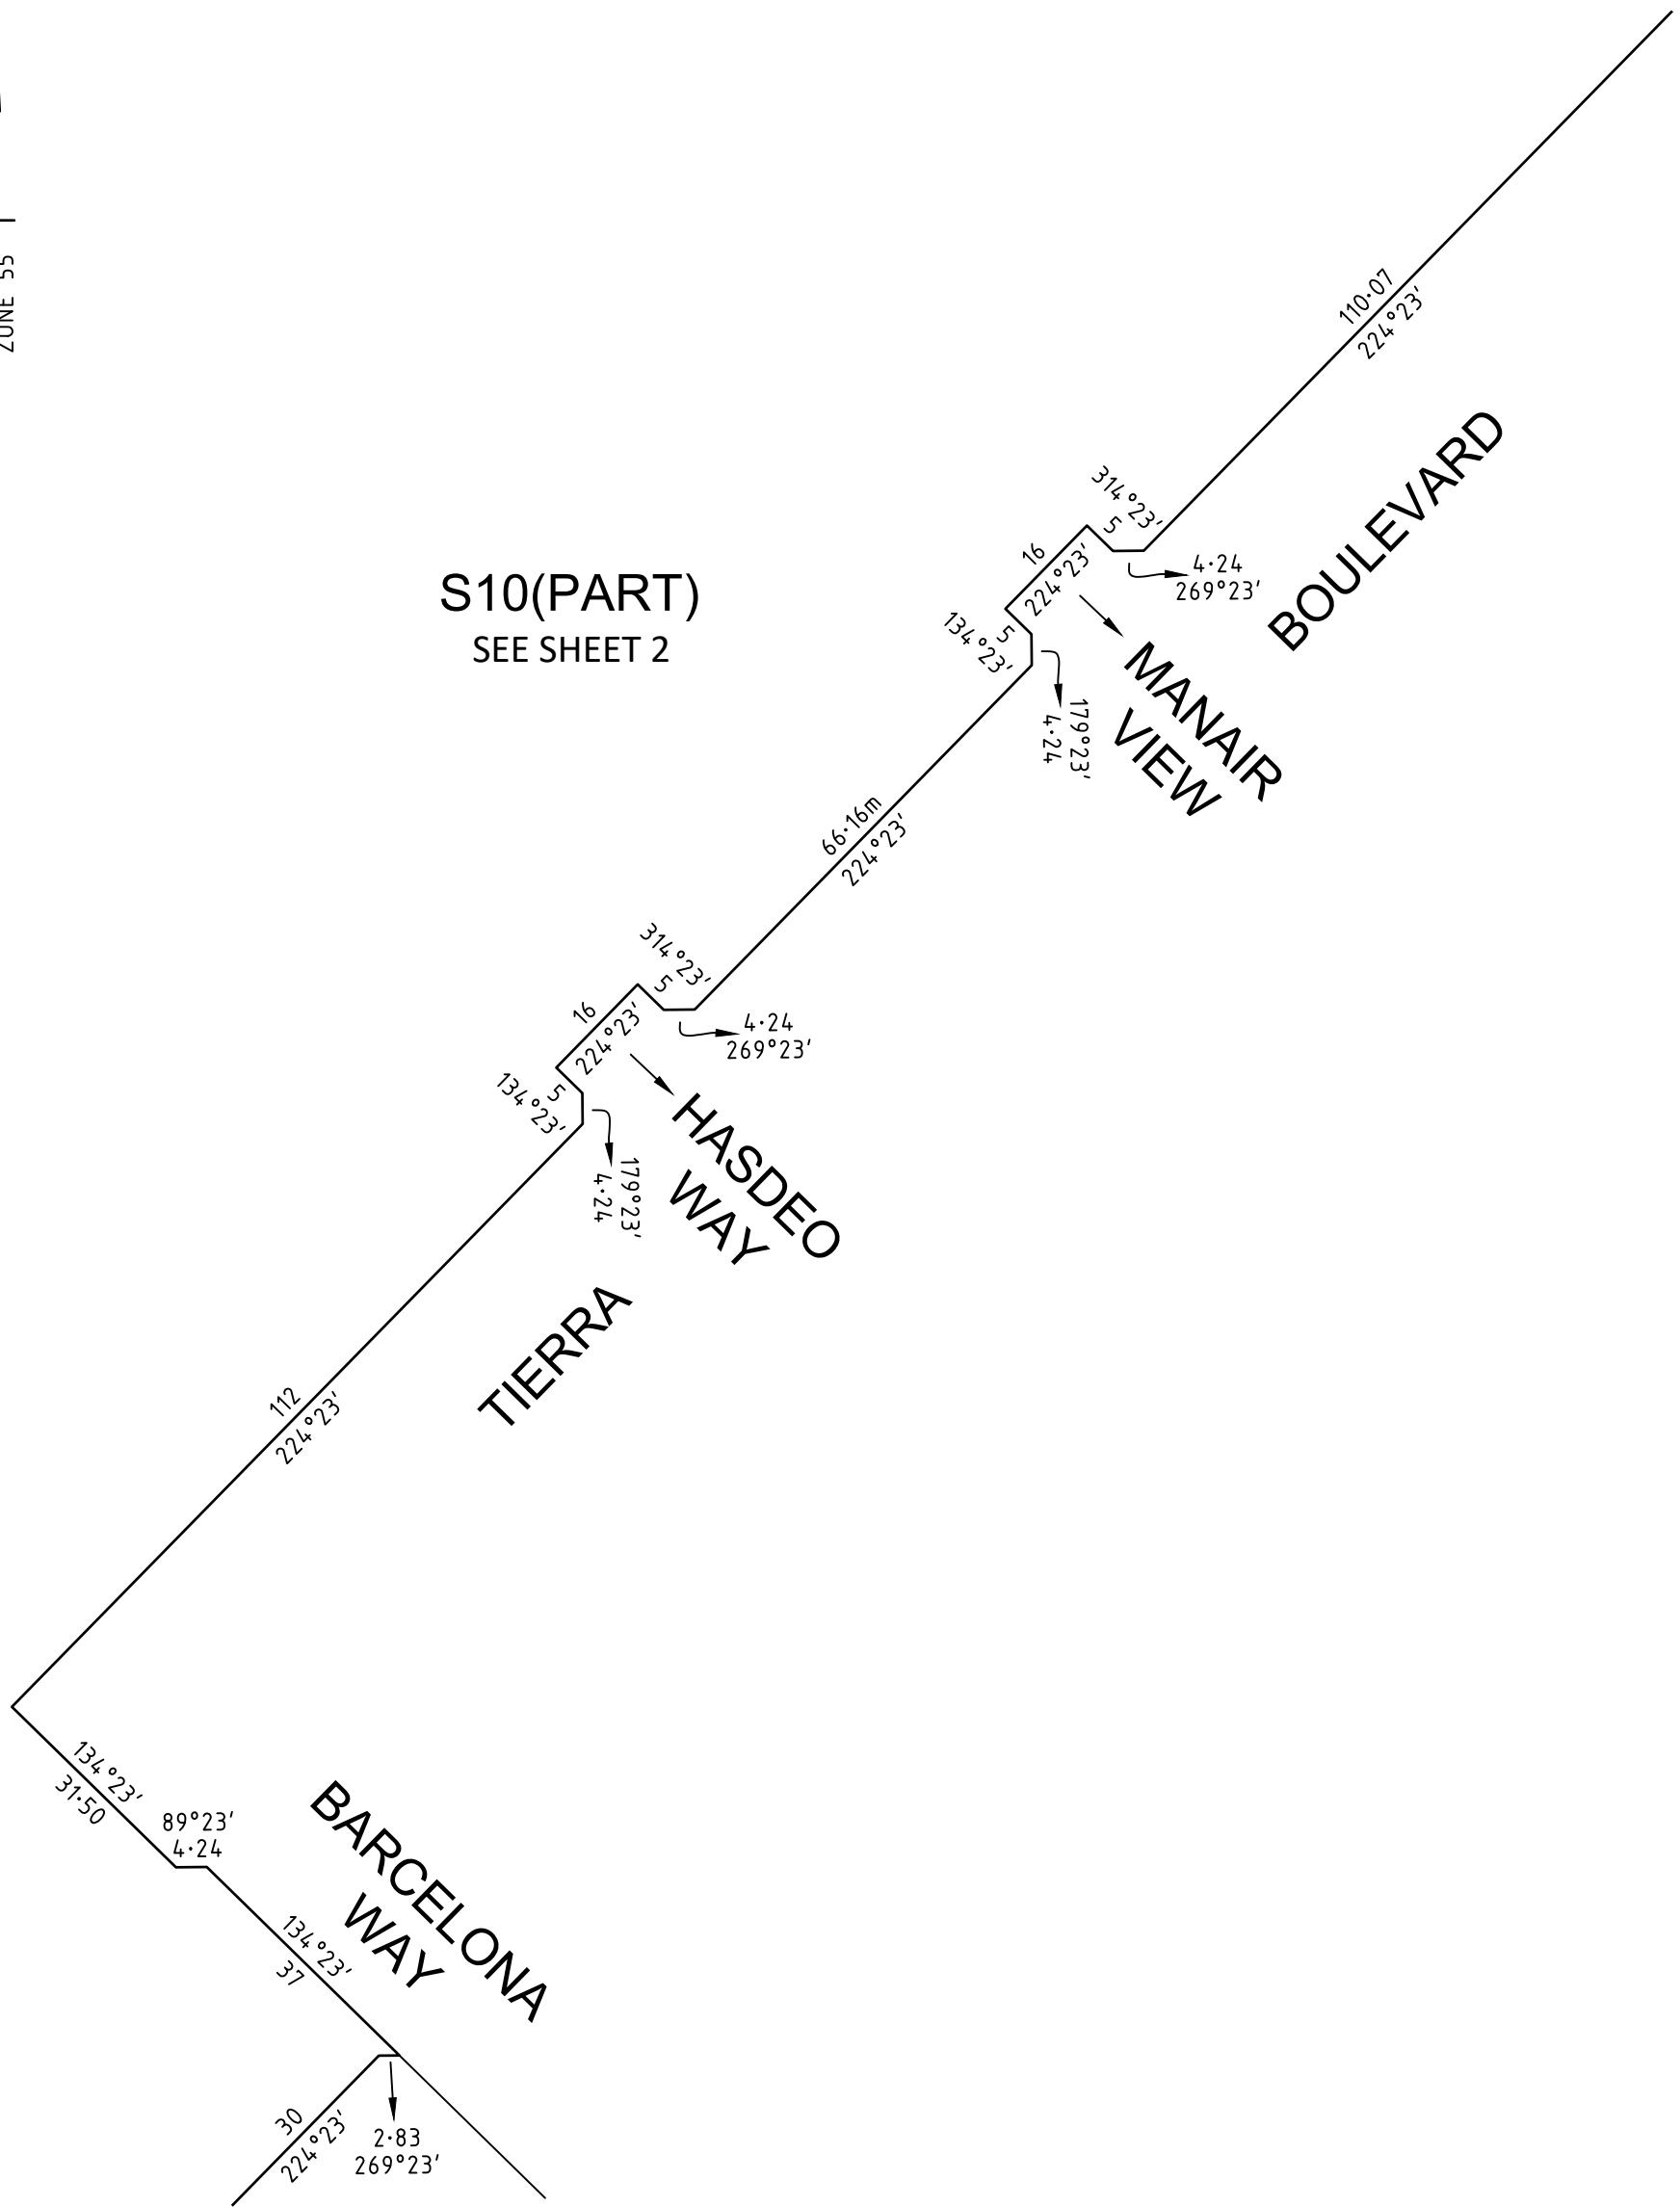 ZONE 55
110·07
224°23'
BOULEVARD
314°23'
5
4·24
269°23'
16
224°23'
S10(PART)
SEE SHEET 2
5
134°23'
MANAIR
VIEW
179°23'
4·24
66·16m
224°23'
314°23'
5
4·24
269°23'
16
224°23'
5
134°23'
HASDEO
WAY
179°23'
4·24
TIERRA
112
224°23'
134°23'
31·50
89°23'
4·24
BARCELONA
WAY
134°23'
37
30
224°23'
2·83
269°23'